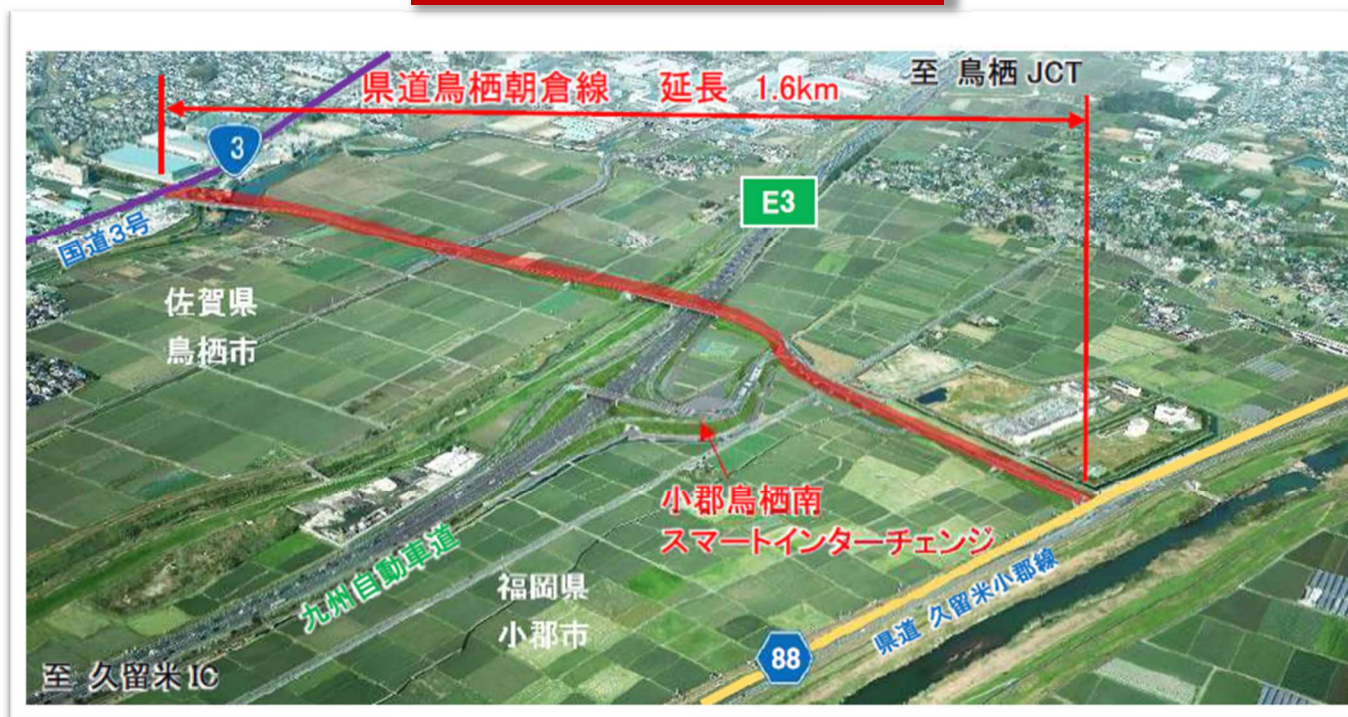 県道鳥栖朝倉線 延長 1.6km
至 鳥栖 JCT
3
E3
国道3号
佐賀県
鳥栖市
小郡鳥栖南
スマートインターチェンジ
九州自動車道
福岡県
小郡市
県道 久留米小郡線
88
至 久留米 IC